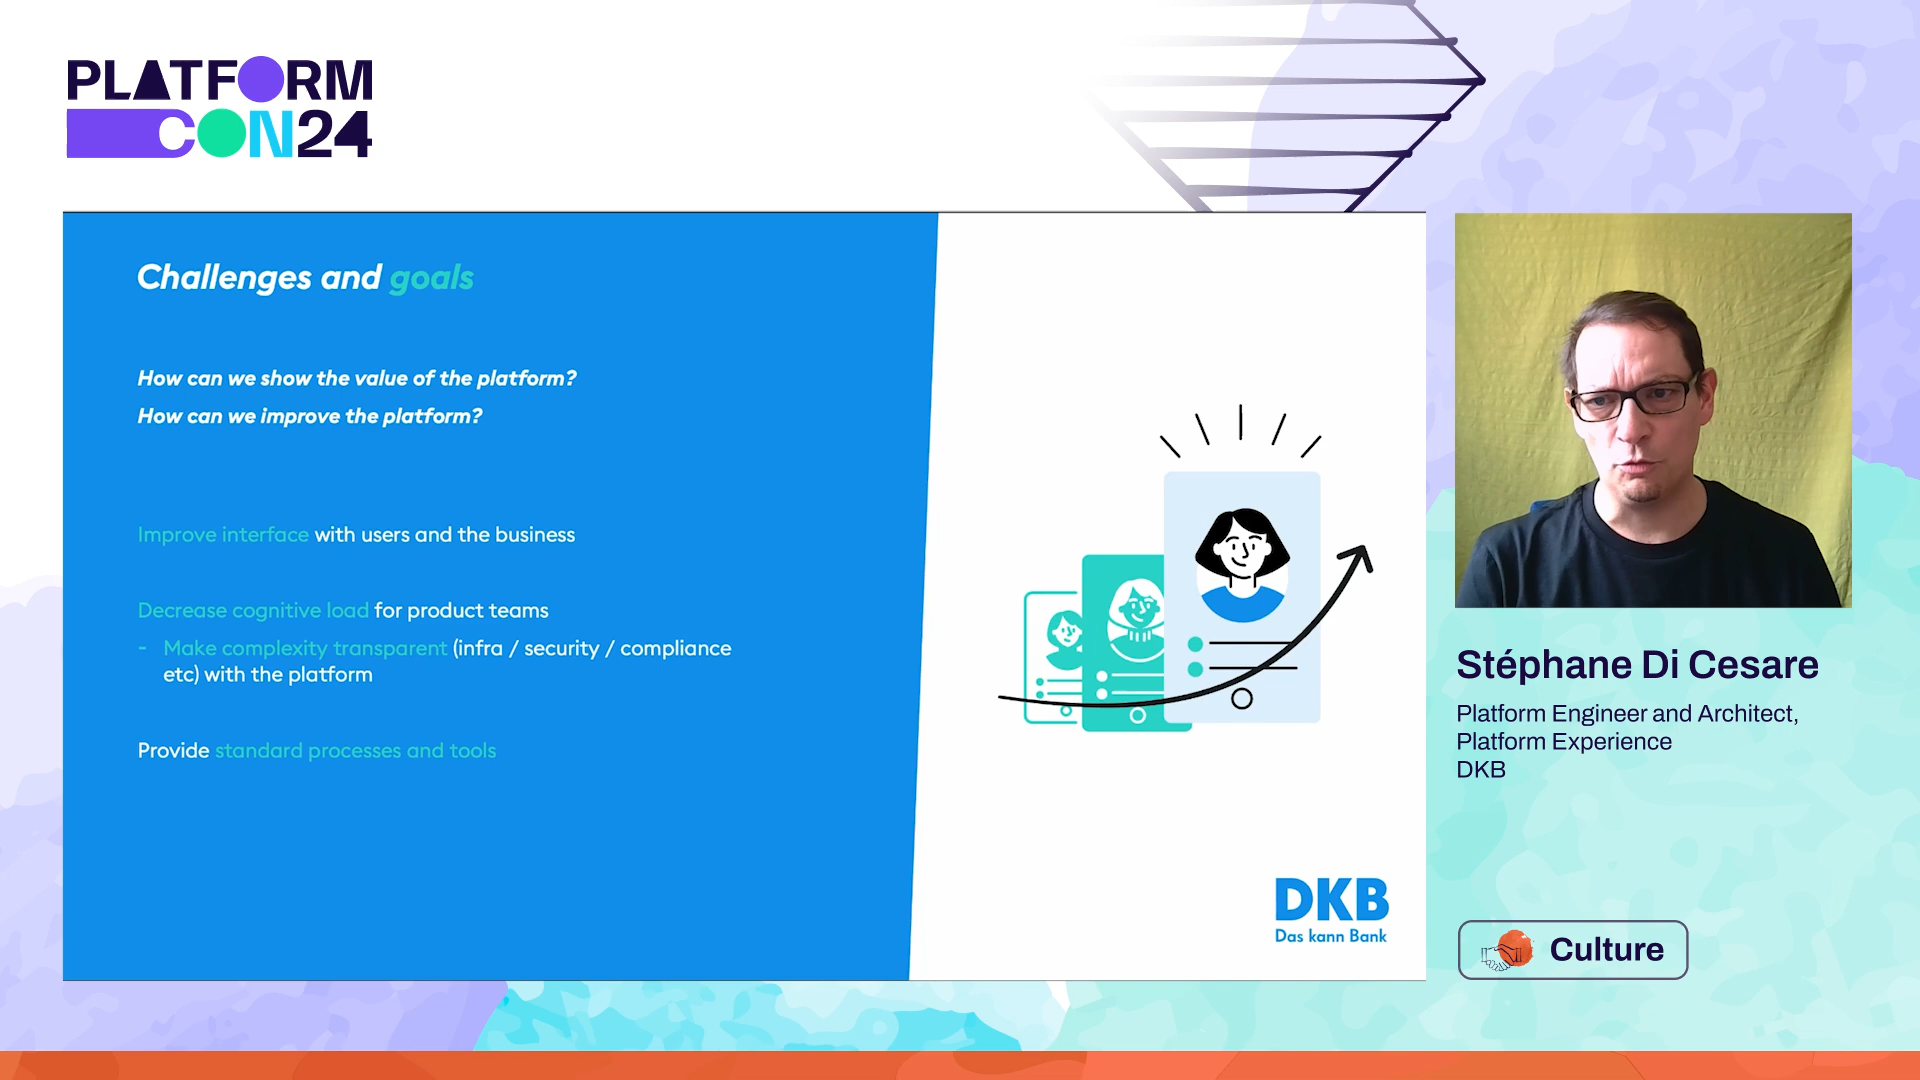 PLATFORM
CON24
Challenges and goals
How can we show the value of the platform?
How can we improve the platform?
Improve interface with users and the business
Decrease cognitive load for product teams
- Make complexity transparent (infra / security / compliance
etc) with the platform
Provide standard processes and tools
DKB
Das kann Bank
Stéphane Di Cesare
Platform Engineer and Architect,
Platform Experience
DKB
Culture